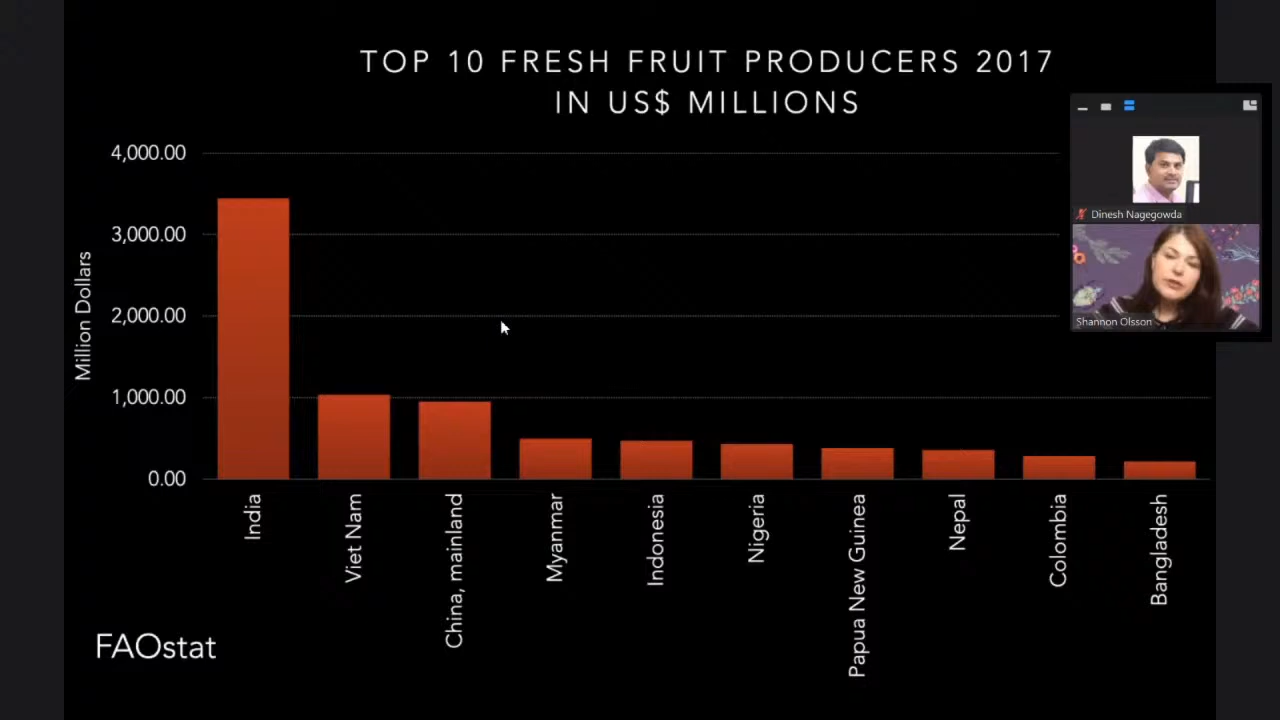 TOP 10 FRESH FRUIT PRODUCERS 2017
IN US$ MILLIONS
Million Dollars
4,000.00
3,000.00
2,000.00
1,000.00
0.00
India
Viet Nam
China, mainland
Myanmar
Indonesia
Nigeria
Papua New Guinea
Nepal
Colombia
Bangladesh
FAOstat
Dinesh Nagegowda
Shannon Olsson